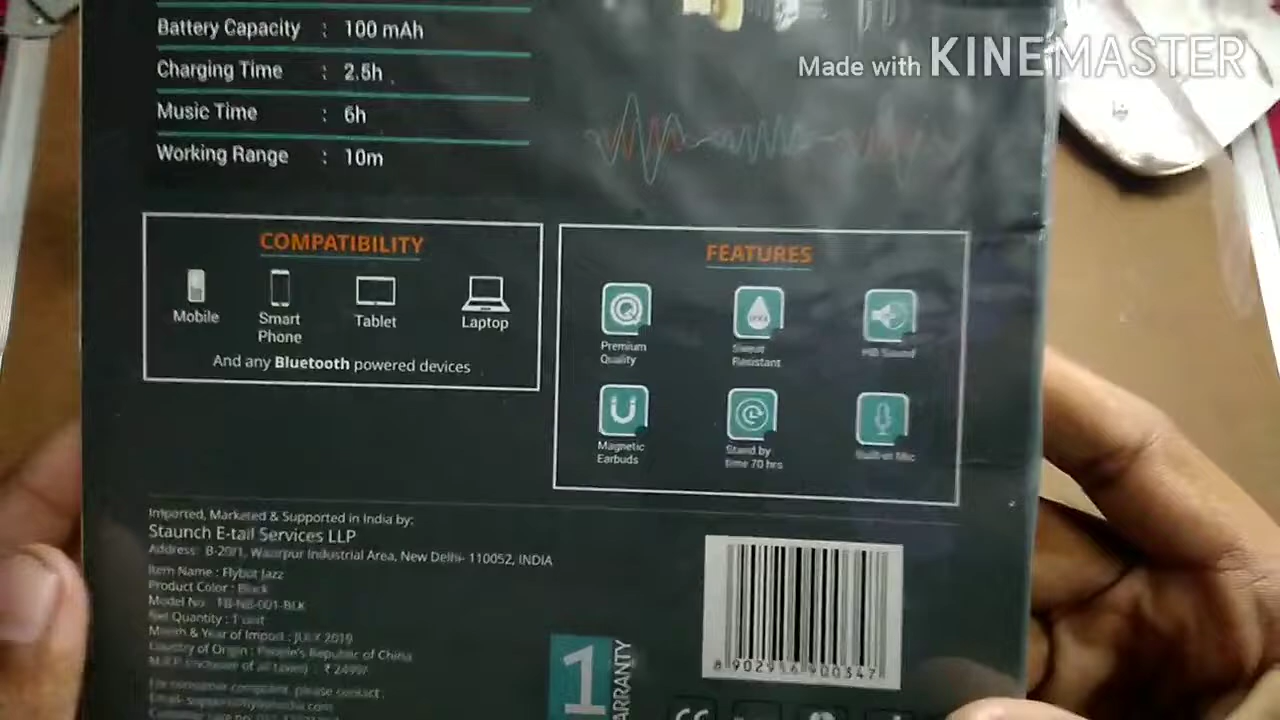 Made with KINEMASTER
Battery Capacity : 100 mAh
Charging Time : 2.5h
Music Time : 6h
Working Range : 10m
COMPATIBILITY
Mobile
Smart
Phone
Tablet
Laptop
And any Bluetooth powered devices
FEATURES
Premium
Quality
Sweat
Resistant
HD Sound
Magnetic
Earbuds
Stand by
time 70 hrs
Built-in Mic
Imported, Marketed & Supported in India by:
Staunch E-tail Services LLP
Address: B-29/1, Wazirpur Industrial Area, New Delhi- 110052, INDIA
Item Name : Flybot Jazz
Product Color : Black
Model No. FB-NB-001-BLK
Net Quantity : 1 unit
Month & Year of Import : JULY 2019
Country of Origin : People's Republic of China
M.R.P (inclusive of all taxes) : ₹ 2499/-
For consumer complaint, please contact :
8 902916 900347
1
WARRANTY